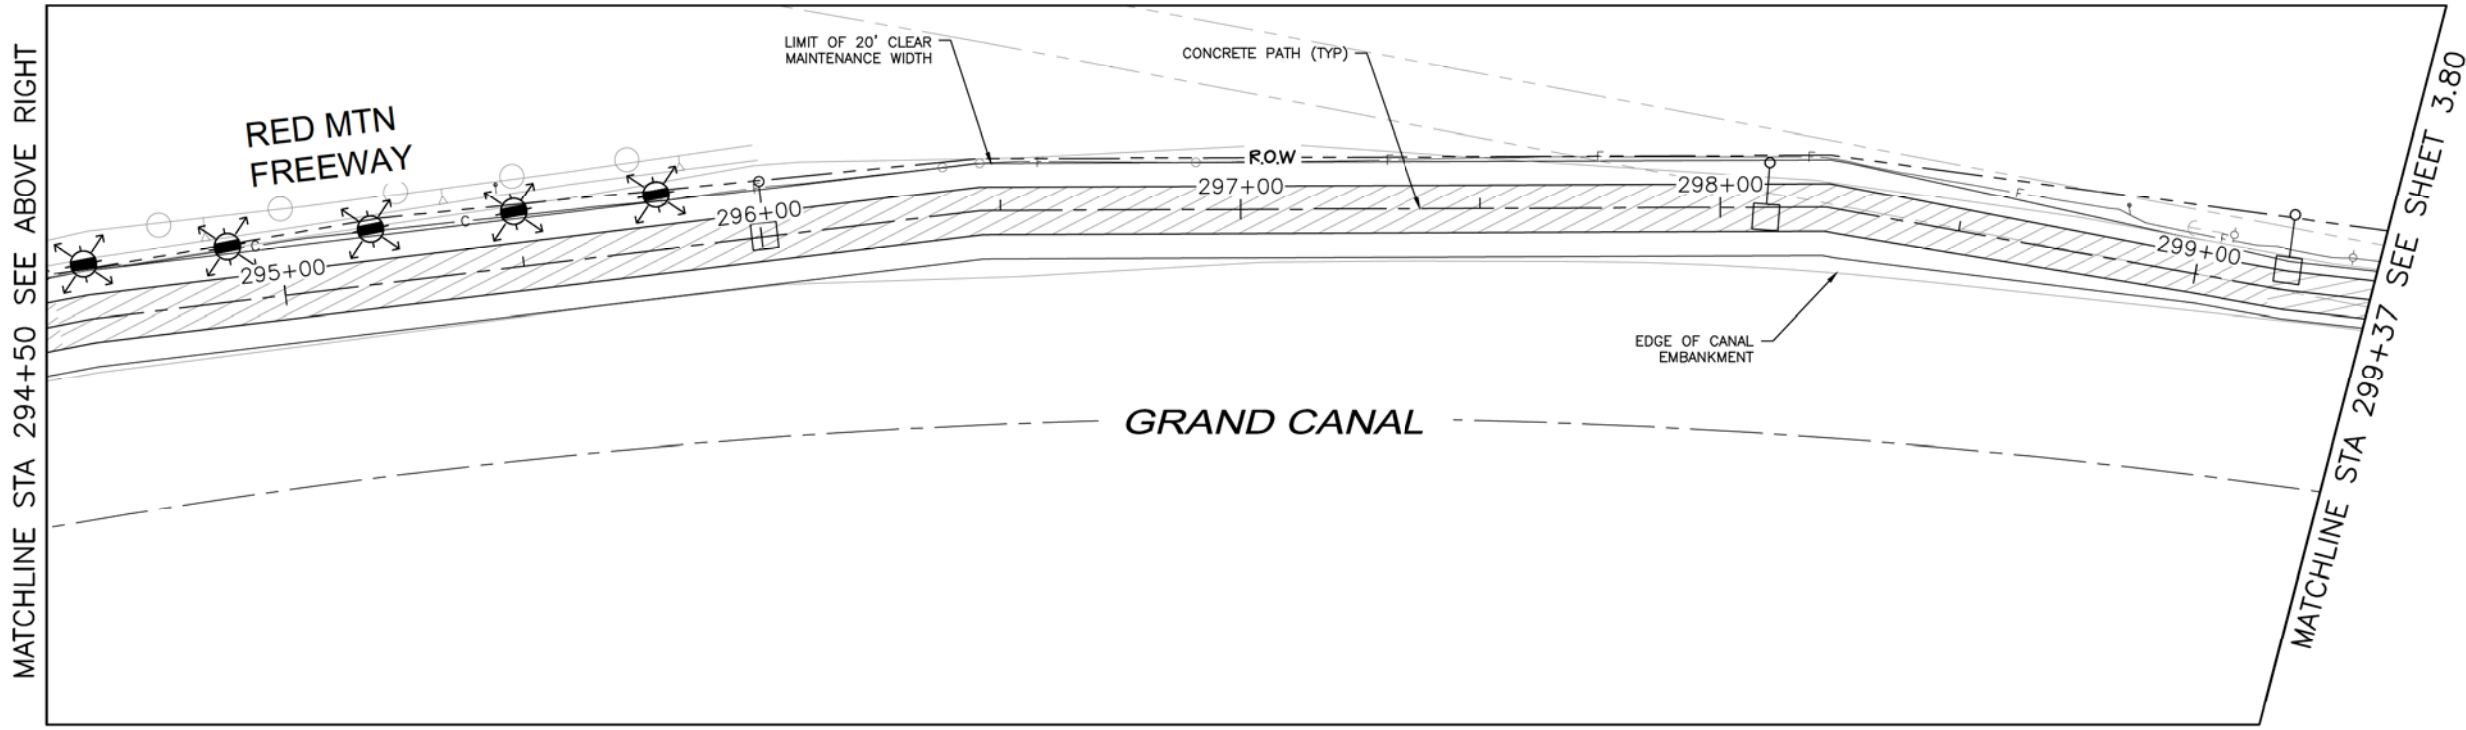 MATCHLINE STA 294+50 SEE ABOVE RIGHT
RED MTN
FREEWAY
LIMIT OF 20' CLEAR
MAINTENANCE WIDTH
CONCRETE PATH (TYP)
R.O.W
295+00
296+00
297+00
298+00
299+00
C
C
F
F
F
F
F
F
EDGE OF CANAL
EMBANKMENT
GRAND CANAL
MATCHLINE STA 299+37 SEE SHEET 3.80